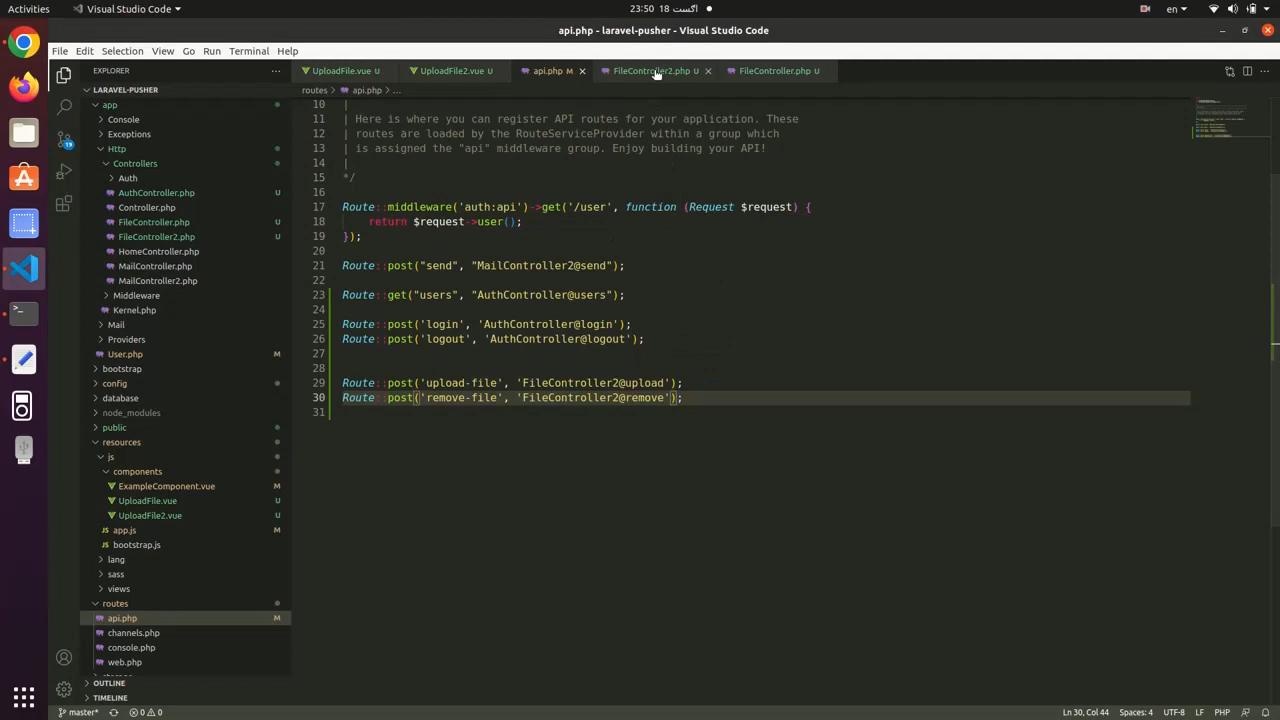 Activities
Visual Studio Code
23:50 18 اگست
en
api.php - laravel-pusher - Visual Studio Code
File Edit Selection View Go Run Terminal Help
EXPLORER
UploadFile.vue U
UploadFile2.vue U
api.php M
FileController2.php U
FileController.php U
LARAVEL-PUSHER
routes > api.php > ...
app
Console
Exceptions
Http
Controllers
Auth
AuthController.php U
Controller.php
FileController.php U
FileController2.php U
HomeController.php
MailController.php
MailController2.php
Middleware
Kernel.php
Mail
Providers
User.php M
bootstrap
config
database
node_modules
public
resources
js
components
ExampleComponent.vue M
UploadFile.vue U
UploadFile2.vue U
app.js M
bootstrap.js
lang
sass
views
routes
api.php M
channels.php
console.php
web.php
OUTLINE
TIMELINE
19
10 |
11 | Here is where you can register API routes for your application. These
12 | routes are loaded by the RouteServiceProvider within a group which
13 | is assigned the "api" middleware group. Enjoy building your API!
14 |
15 */
16
17 Route::middleware('auth:api')->get('/user', function (Request $request) {
18 return $request->user();
19 });
20
21 Route::post("send", "MailController2@send");
22
23 Route::get("users", "AuthController@users");
24
25 Route::post('login', 'AuthController@login');
26 Route::post('logout', 'AuthController@logout');
27
28
29 Route::post('upload-file', 'FileController2@upload');
30 Route::post('remove-file', 'FileController2@remove');
31
master*
0 0
Ln 30, Col 44
Spaces: 4
UTF-8
LF
PHP